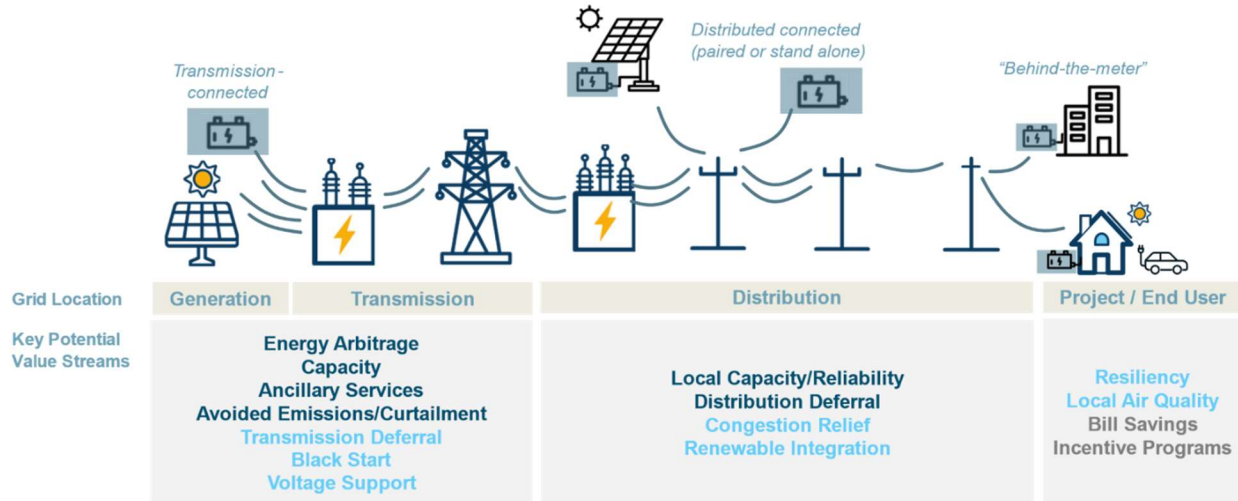 Transmission -
connected
Distributed connected
(paired or stand alone)
"Behind-the-meter"
Grid Location
Generation
Transmission
Distribution
Project / End User
Key Potential
Value Streams
Energy Arbitrage
Capacity
Ancillary Services
Avoided Emissions/Curtailment
Transmission Deferral
Black Start
Voltage Support
Local Capacity/Reliability
Distribution Deferral
Congestion Relief
Renewable Integration
Resiliency
Local Air Quality
Bill Savings
Incentive Programs